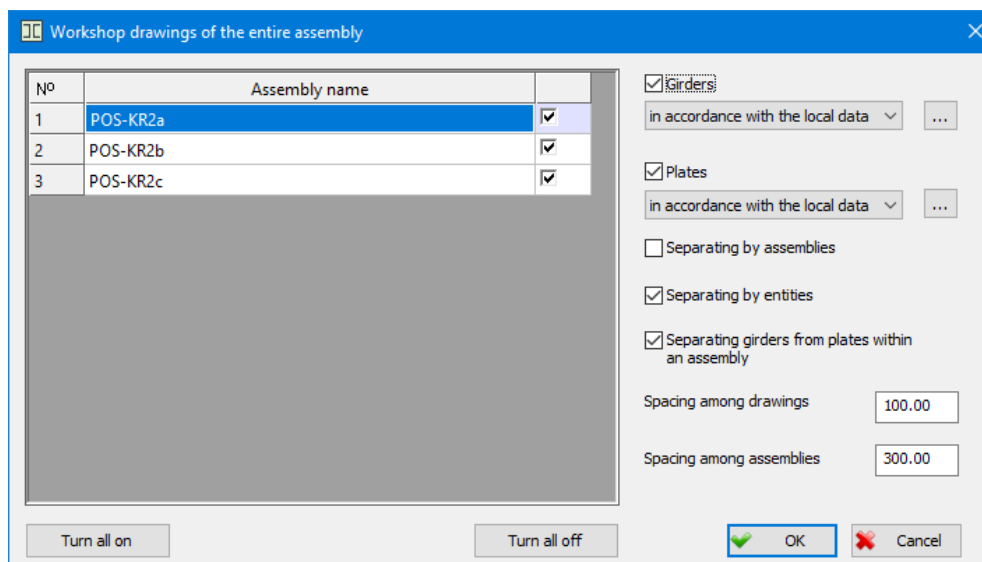 Workshop drawings of the entire assembly
Nº Assembly name
1 POS-KR2a
2 POS-KR2b
3 POS-KR2c
Girders
in accordance with the local data
...
Plates
in accordance with the local data
...
Separating by assemblies
Separating by entities
Separating girders from plates within
an assembly
Spacing among drawings 100.00
Spacing among assemblies 300.00
Turn all on
Turn all off
OK
Cancel